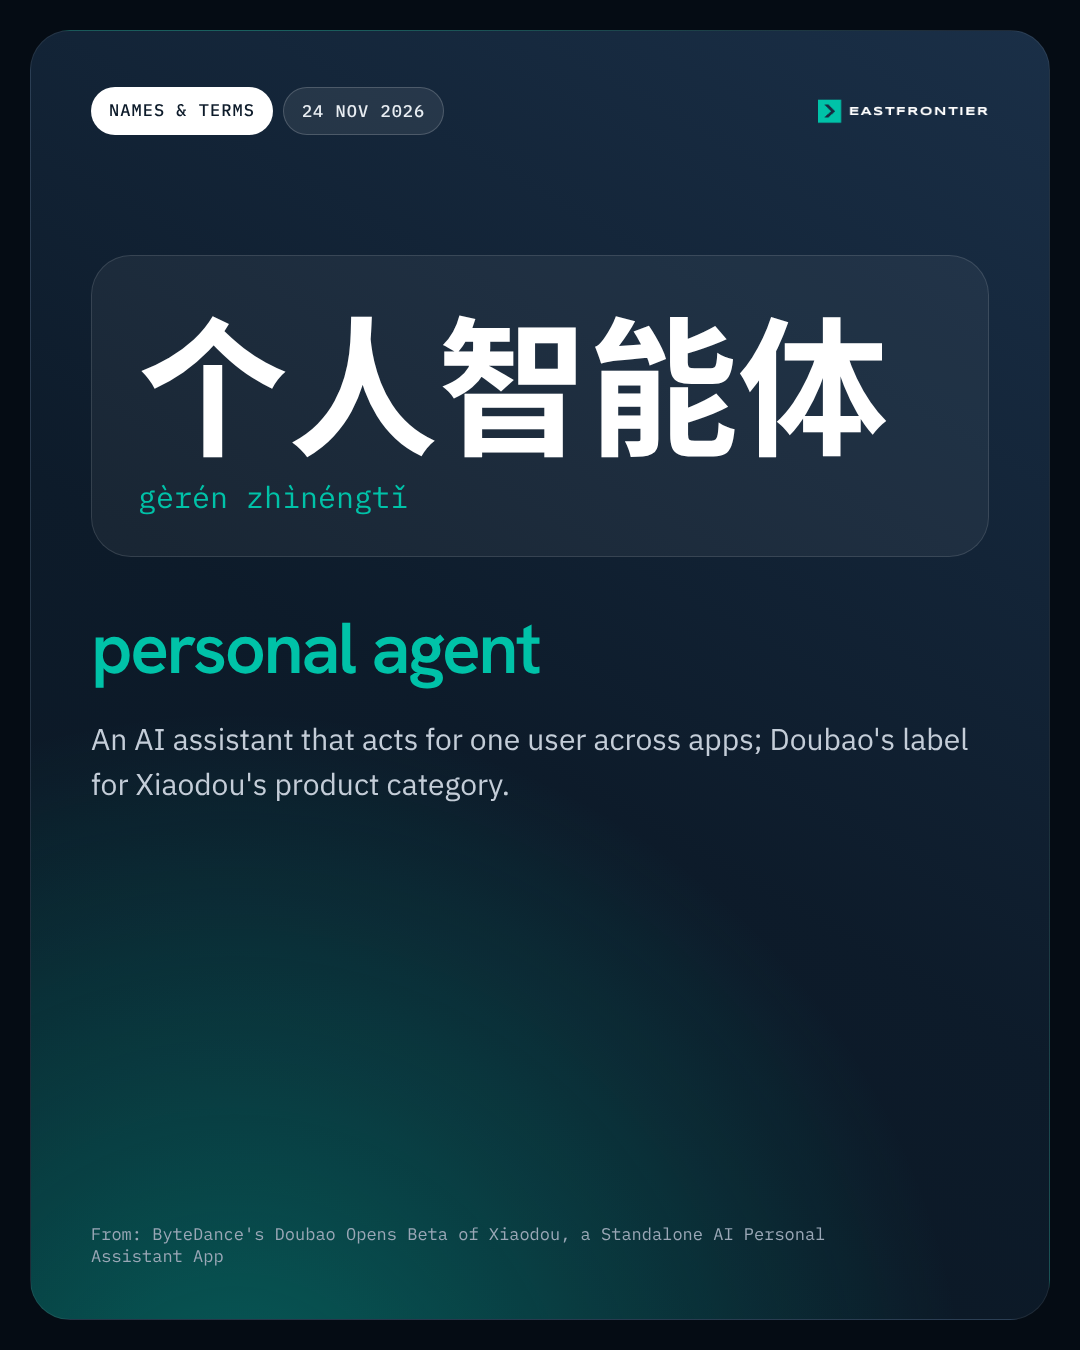 NAMES & TERMS
24 NOV 2026
EASTFRONTIER
个人智能体
gèrén zhìnéngtǐ
personal agent
An AI assistant that acts for one user across apps; Doubao's label
for Xiaodou's product category.
From: ByteDance's Doubao Opens Beta of Xiaodou, a Standalone AI Personal
Assistant App